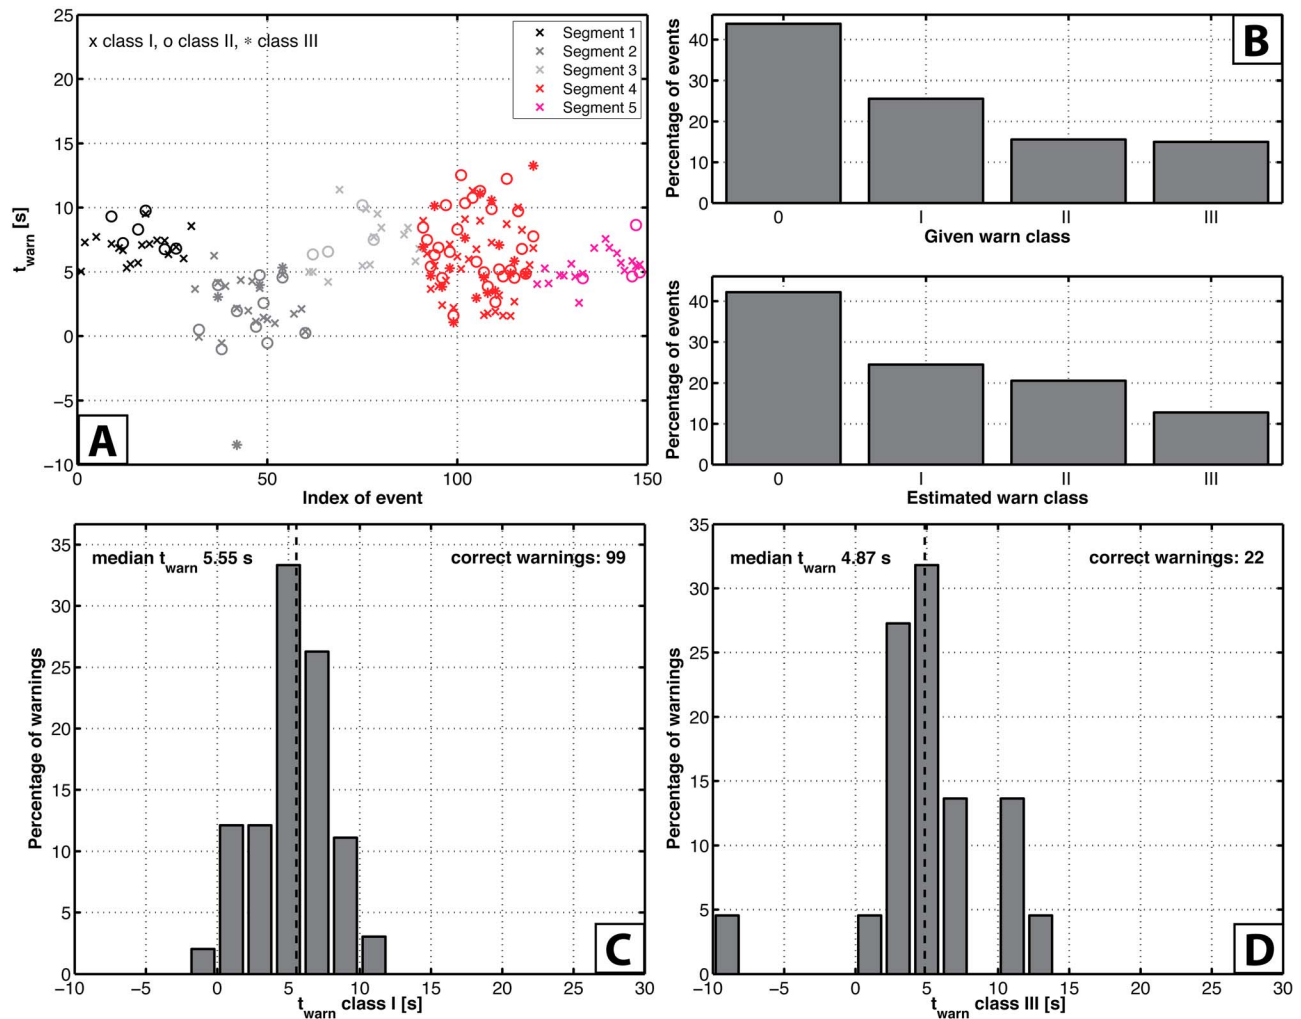 25
20
15
10
5
0
−5
−10
t_warn [s]
x class I, o class II, * class III
Segment 1
Segment 2
Segment 3
Segment 4
Segment 5
A
0 50 100 150
Index of event
40
30
20
10
0
Percentage of events
B
0 I II III
Given warn class
40
30
20
10
0
Percentage of events
0 I II III
Estimated warn class
35
30
25
20
15
10
5
0
Percentage of warnings
median t_warn 5.55 s
correct warnings: 99
C
−10 −5 0 5 10 15 20 25 30
t_warn class I [s]
35
30
25
20
15
10
5
0
Percentage of warnings
median t_warn 4.87 s
correct warnings: 22
D
−10 −5 0 5 10 15 20 25 30
t_warn class III [s]